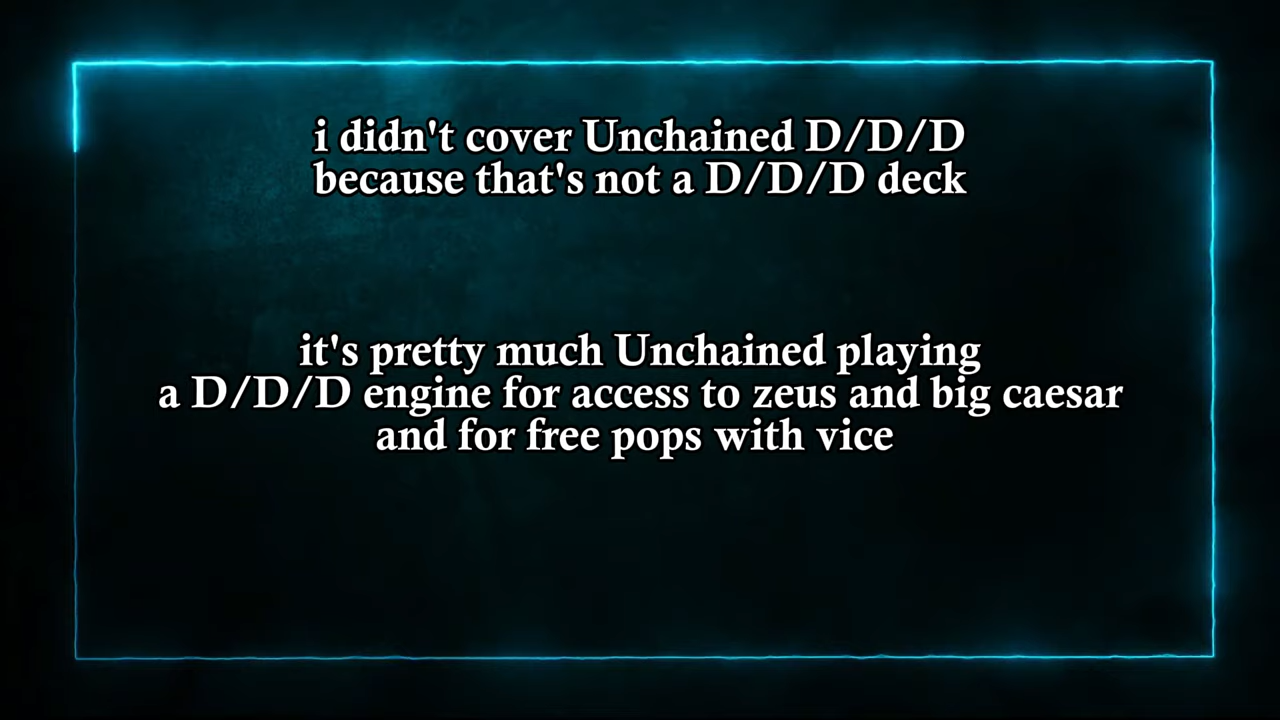 i didn't cover Unchained D/D/D
because that's not a D/D/D deck
it's pretty much Unchained playing
a D/D/D engine for access to zeus and big caesar
and for free pops with vice